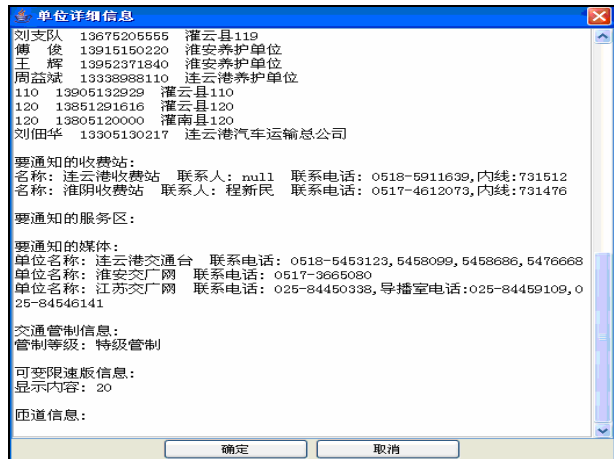 单位详细信息
刘支队 13675205555 灌云县119
傅 俊 13915150220 淮安养护单位
王 辉 13952371840 淮安养护单位
周益斌 13338988110 连云港养护单位
110 13905132929 灌云县110
120 13851291616 灌云县120
120 13805120000 灌南县120
刘佃华 13305130217 连云港汽车运输总公司
要通知的收费站:
名称: 连云港收费站 联系人: null 联系电话: 0518-5911639,内线:731512
名称: 淮阴收费站 联系人: 程新民 联系电话: 0517-4612073,内线:731476
要通知的服务区:
要通知的媒体:
单位名称: 连云港交通台 联系电话: 0518-5453123,5458099,5458686,5476668
单位名称: 淮安交广网 联系电话: 0517-3665080
单位名称: 江苏交广网 联系电话: 025-84450338,导播室电话:025-84459109,0
25-84546141
交通管制信息:
管制等级: 特级管制
可变限速版信息:
显示内容: 20
匝道信息:
确定 取消